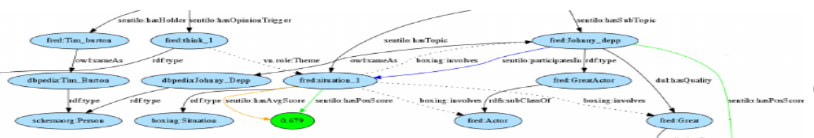 sentilo:hasHolder sentilo:hasOpinionTrigger sentilo:hasSubTopic
fred:Tim_burton fred:think_1 sentilo:hasTopic fred:Johnny_depp
owl:sameAs rdf:type vn.role:Theme owl:sameAs boxing:involves sentilo:participatesIn rdf:type dul:hasQuality
dbpedia:Tim_Burton dbpedia:Johnny_Depp fred:situation_1 fred:GreatActor
rdf:type rdf:type rdf:type sentilo:hasAvgScore sentilo:hasPosScore boxing:involves rdfs:subClassOf boxing:involves sentilo:hasPosScore
schemaorg:Person boxing:Situation 0.679 fred:Actor fred:Great